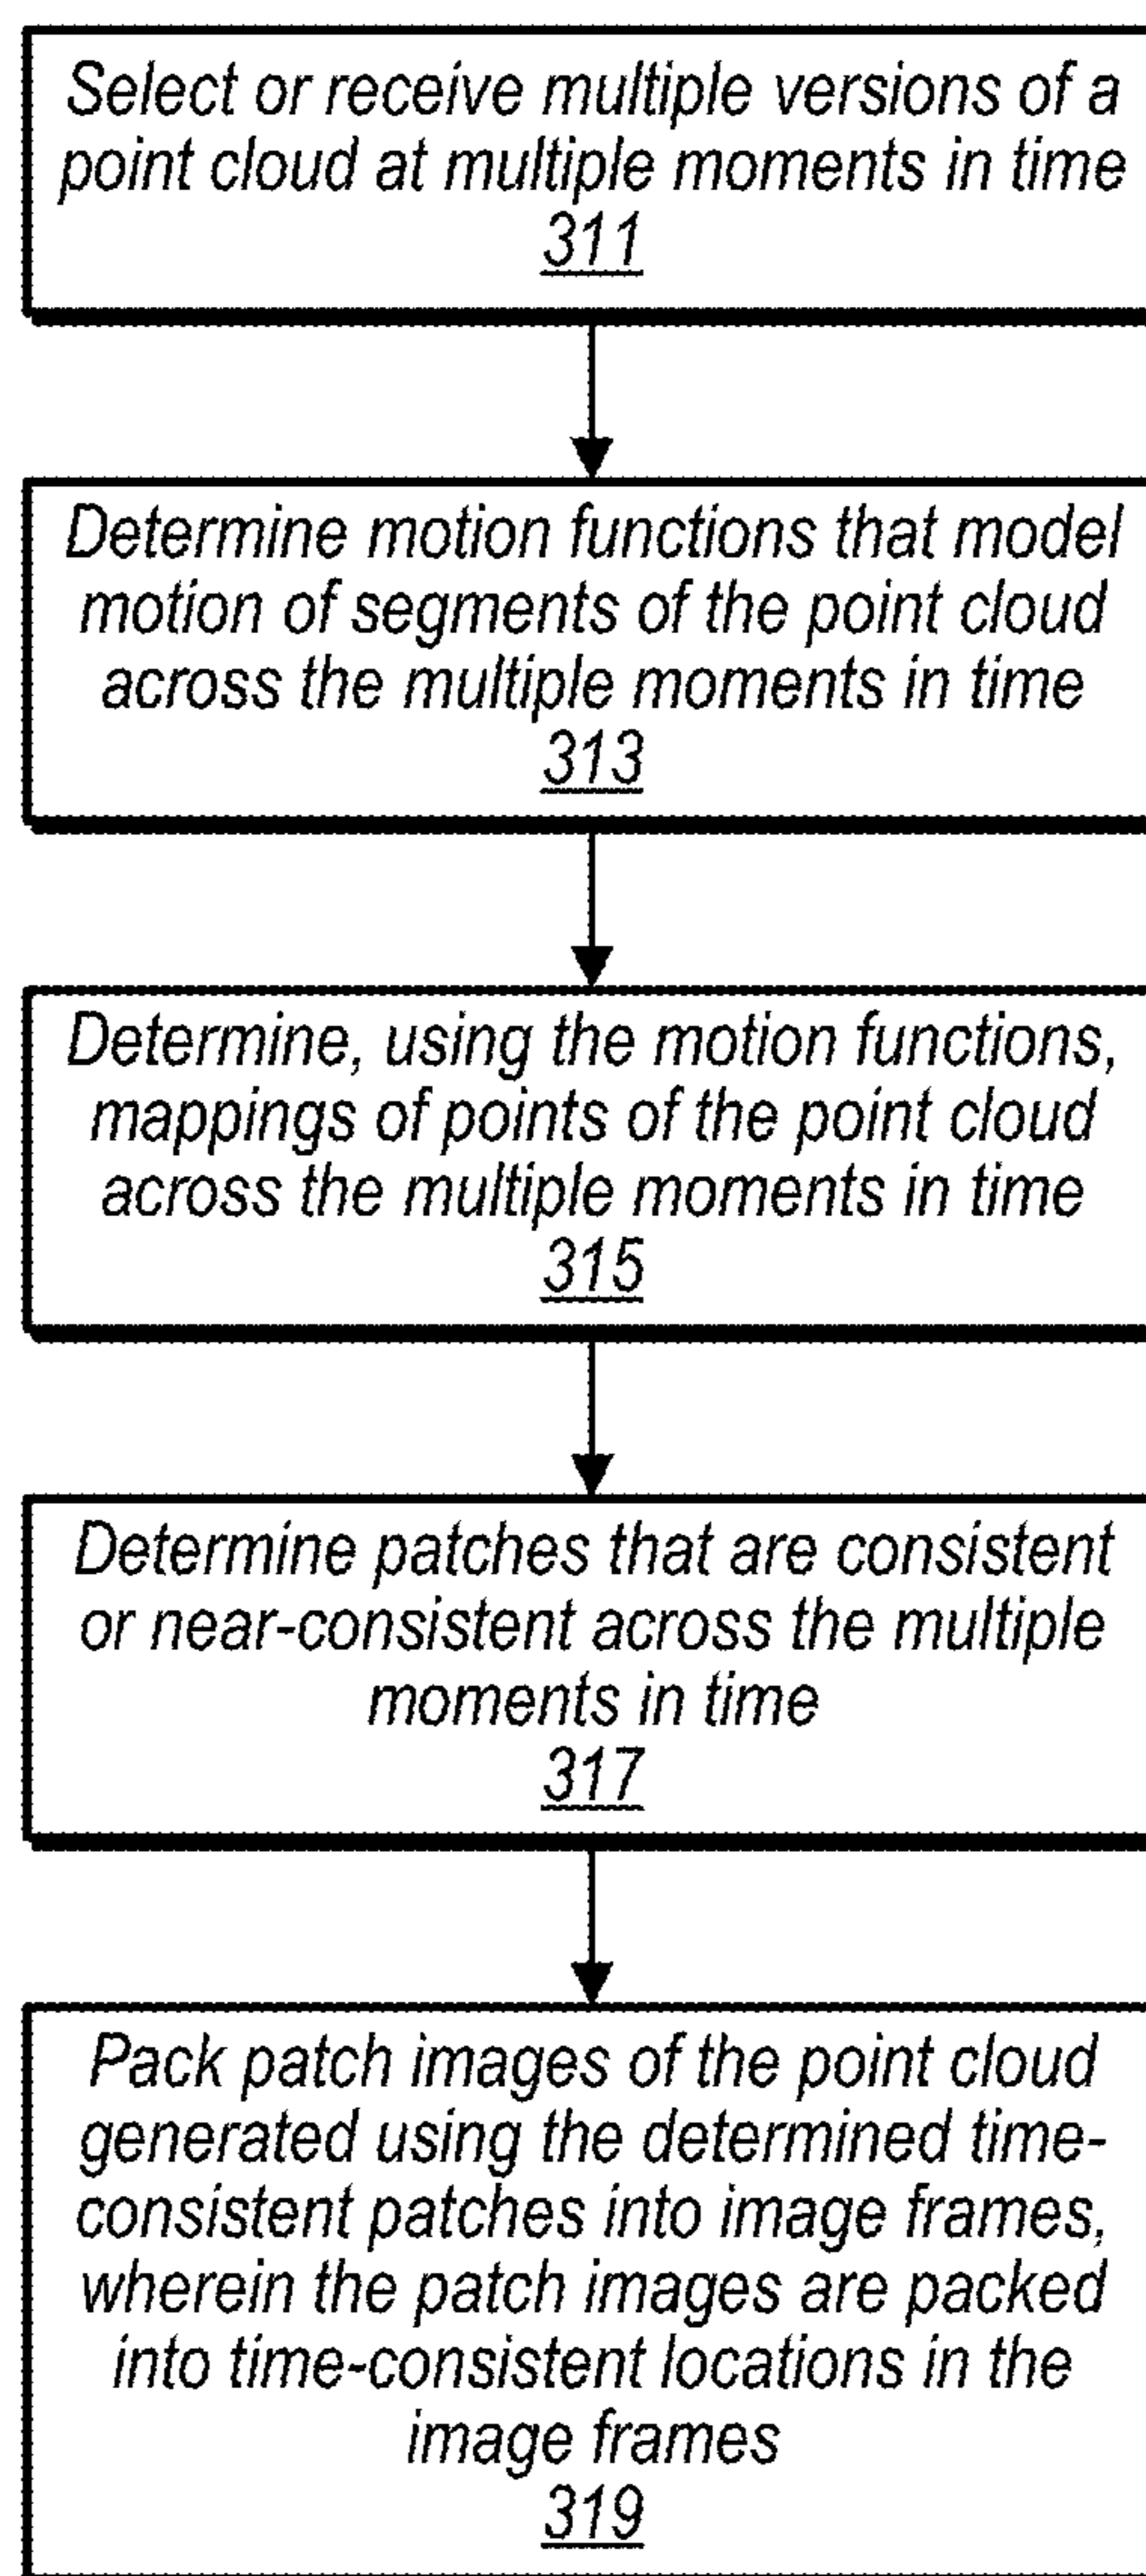 Select or receive multiple versions of a
point cloud at multiple moments in time
311
Determine motion functions that model
motion of segments of the point cloud
across the multiple moments in time
313
Determine, using the motion functions,
mappings of points of the point cloud
across the multiple moments in time
315
Determine patches that are consistent
or near-consistent across the multiple
moments in time
317
Pack patch images of the point cloud
generated using the determined time-
consistent patches into image frames,
wherein the patch images are packed
into time-consistent locations in the
image frames
319